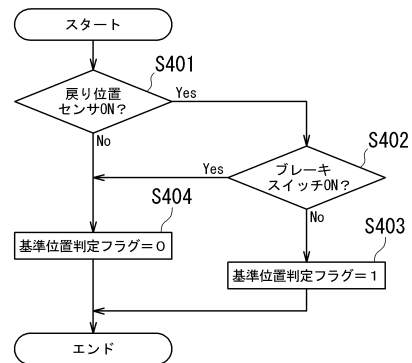 スタート
S401
戻り位置
センサON？
Yes
No
S402
ブレーキ
スイッチON？
Yes
No
S404
基準位置判定フラグ＝０
S403
基準位置判定フラグ＝１
エンド